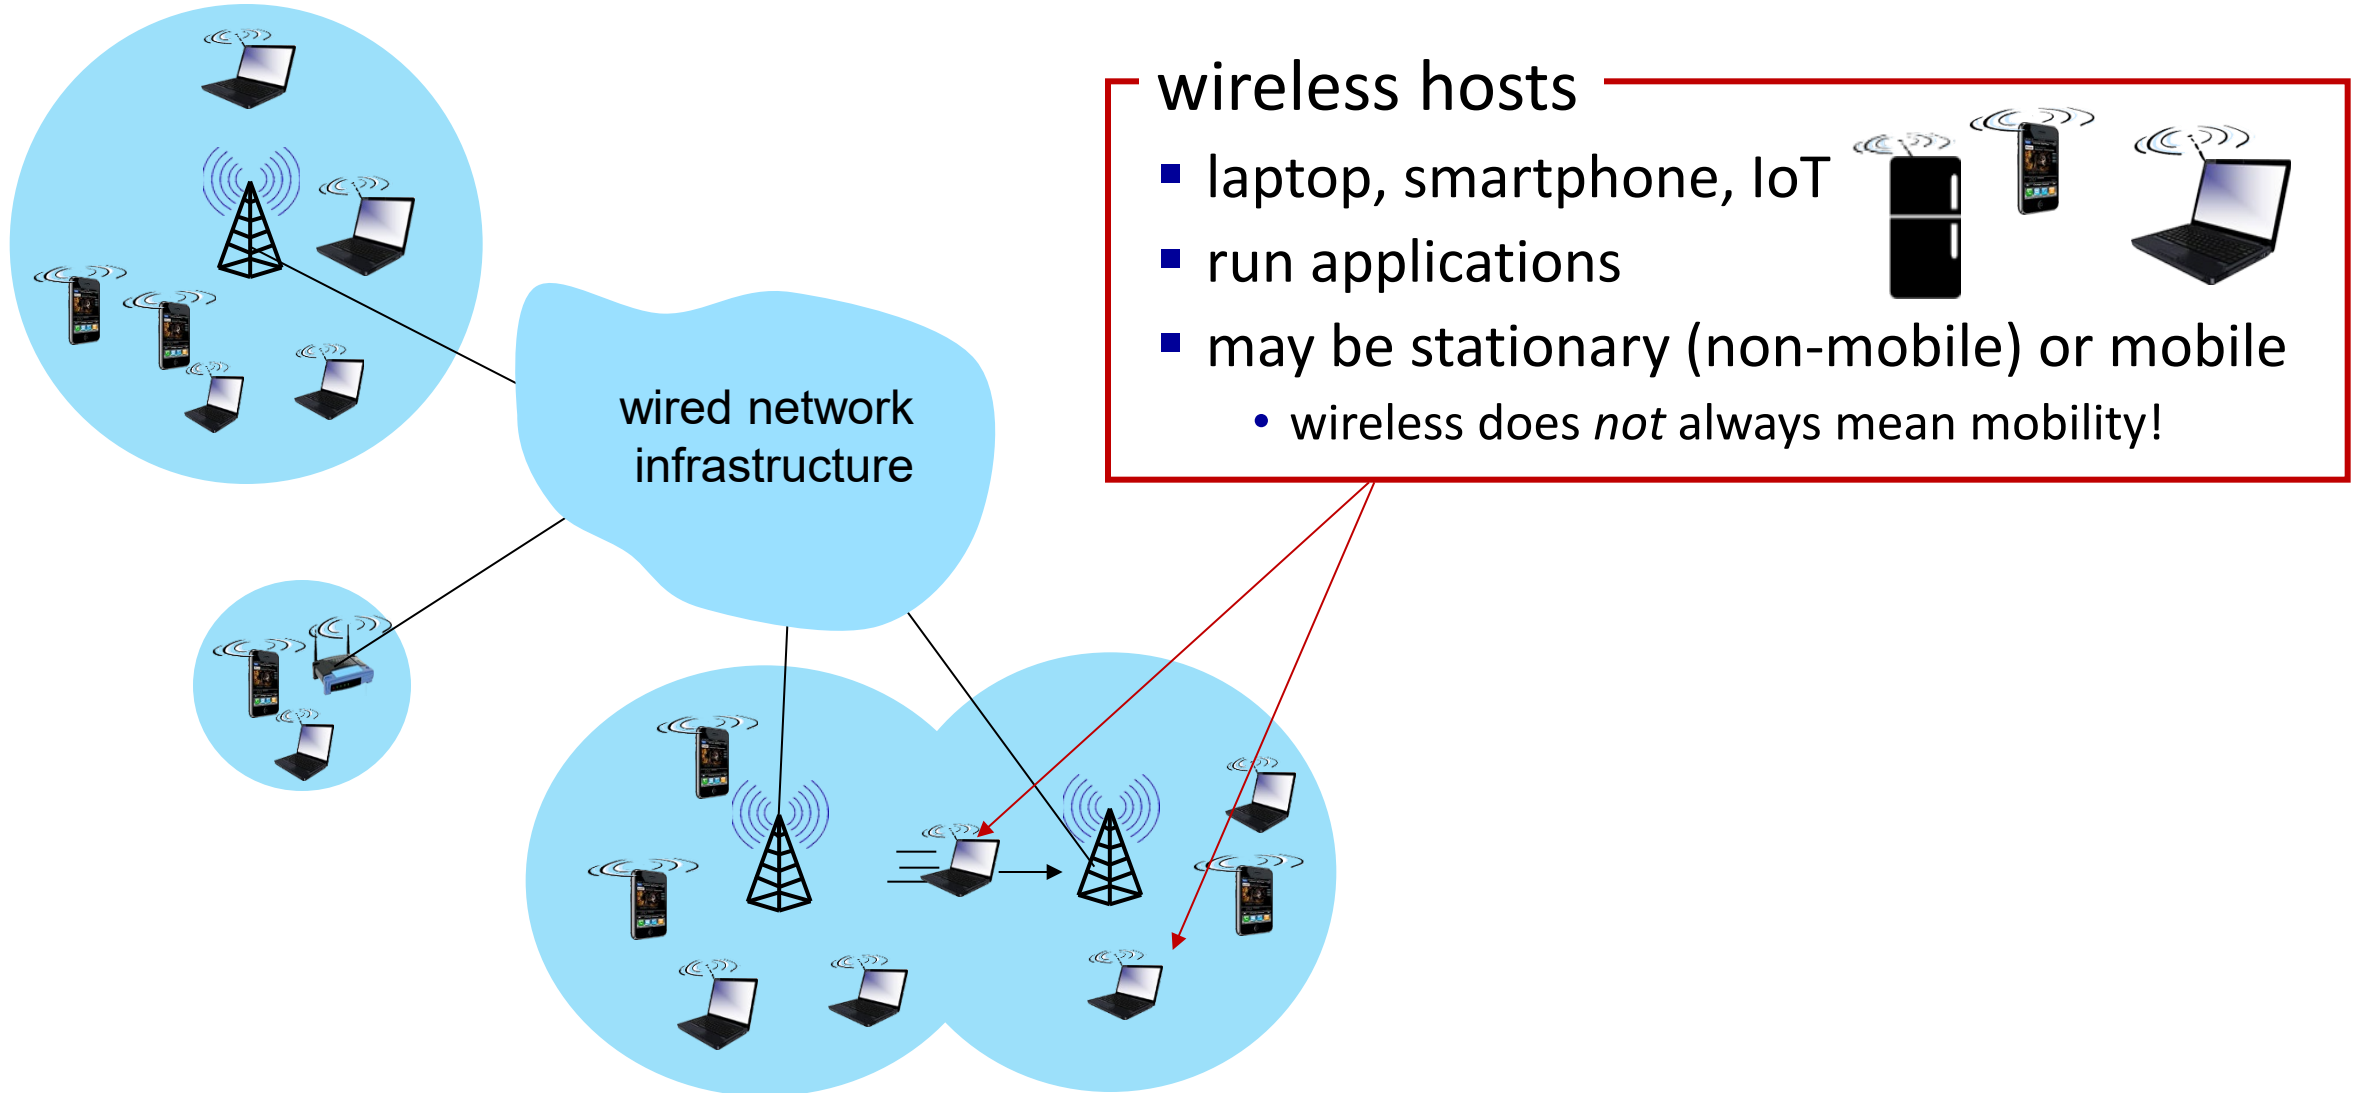 wireless hosts
▪ laptop, smartphone, IoT
▪ run applications
▪ may be stationary (non-mobile) or mobile
• wireless does not always mean mobility!
wired network
infrastructure